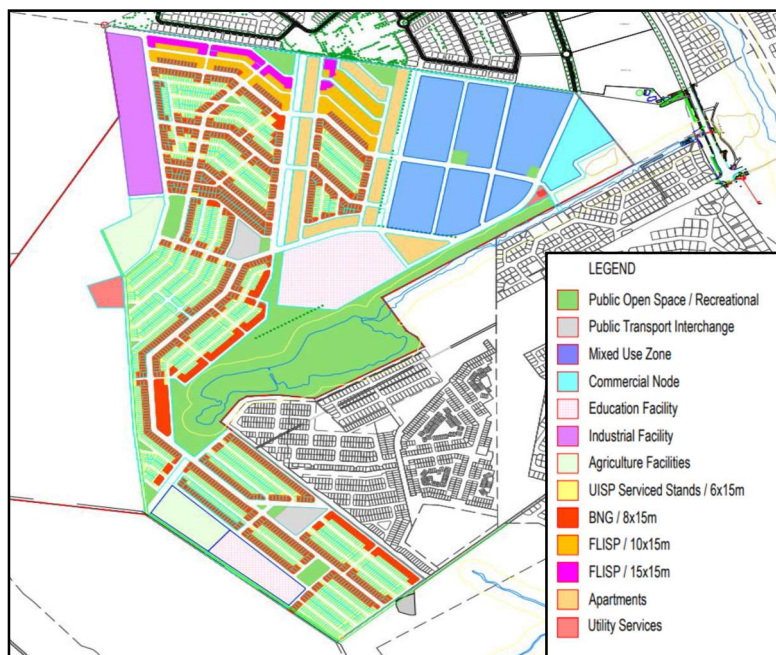 LEGEND
Public Open Space / Recreational
Public Transport Interchange
Mixed Use Zone
Commercial Node
Education Facility
Industrial Facility
Agriculture Facilities
UISP Serviced Stands / 6x15m
BNG / 8x15m
FLISP / 10x15m
FLISP / 15x15m
Apartments
Utility Services